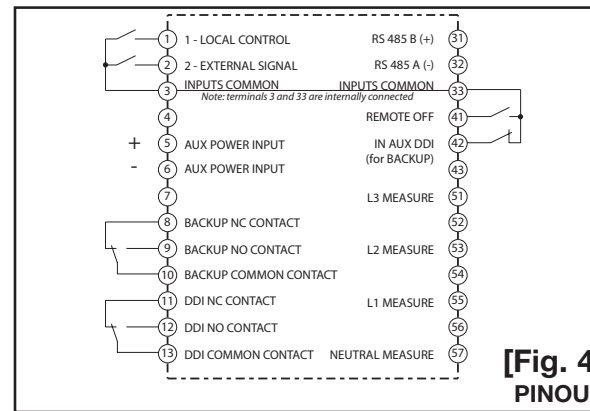 1 1 - LOCAL CONTROL RS 485 B (+) 31
2 2 - EXTERNAL SIGNAL RS 485 A (-) 32
3 INPUTS COMMON INPUTS COMMON 33
Note: terminals 3 and 33 are internally connected
4 REMOTE OFF 41
+ 5 AUX POWER INPUT IN AUX DDI 42
(for BACKUP)
- 6 AUX POWER INPUT 43
7 L3 MEASURE 51
8 BACKUP NC CONTACT 52
9 BACKUP NO CONTACT L2 MEASURE 53
10 BACKUP COMMON CONTACT 54
11 DDI NC CONTACT L1 MEASURE 55
12 DDI NO CONTACT 56
13 DDI COMMON CONTACT NEUTRAL MEASURE 57
[Fig. 4
PINOU